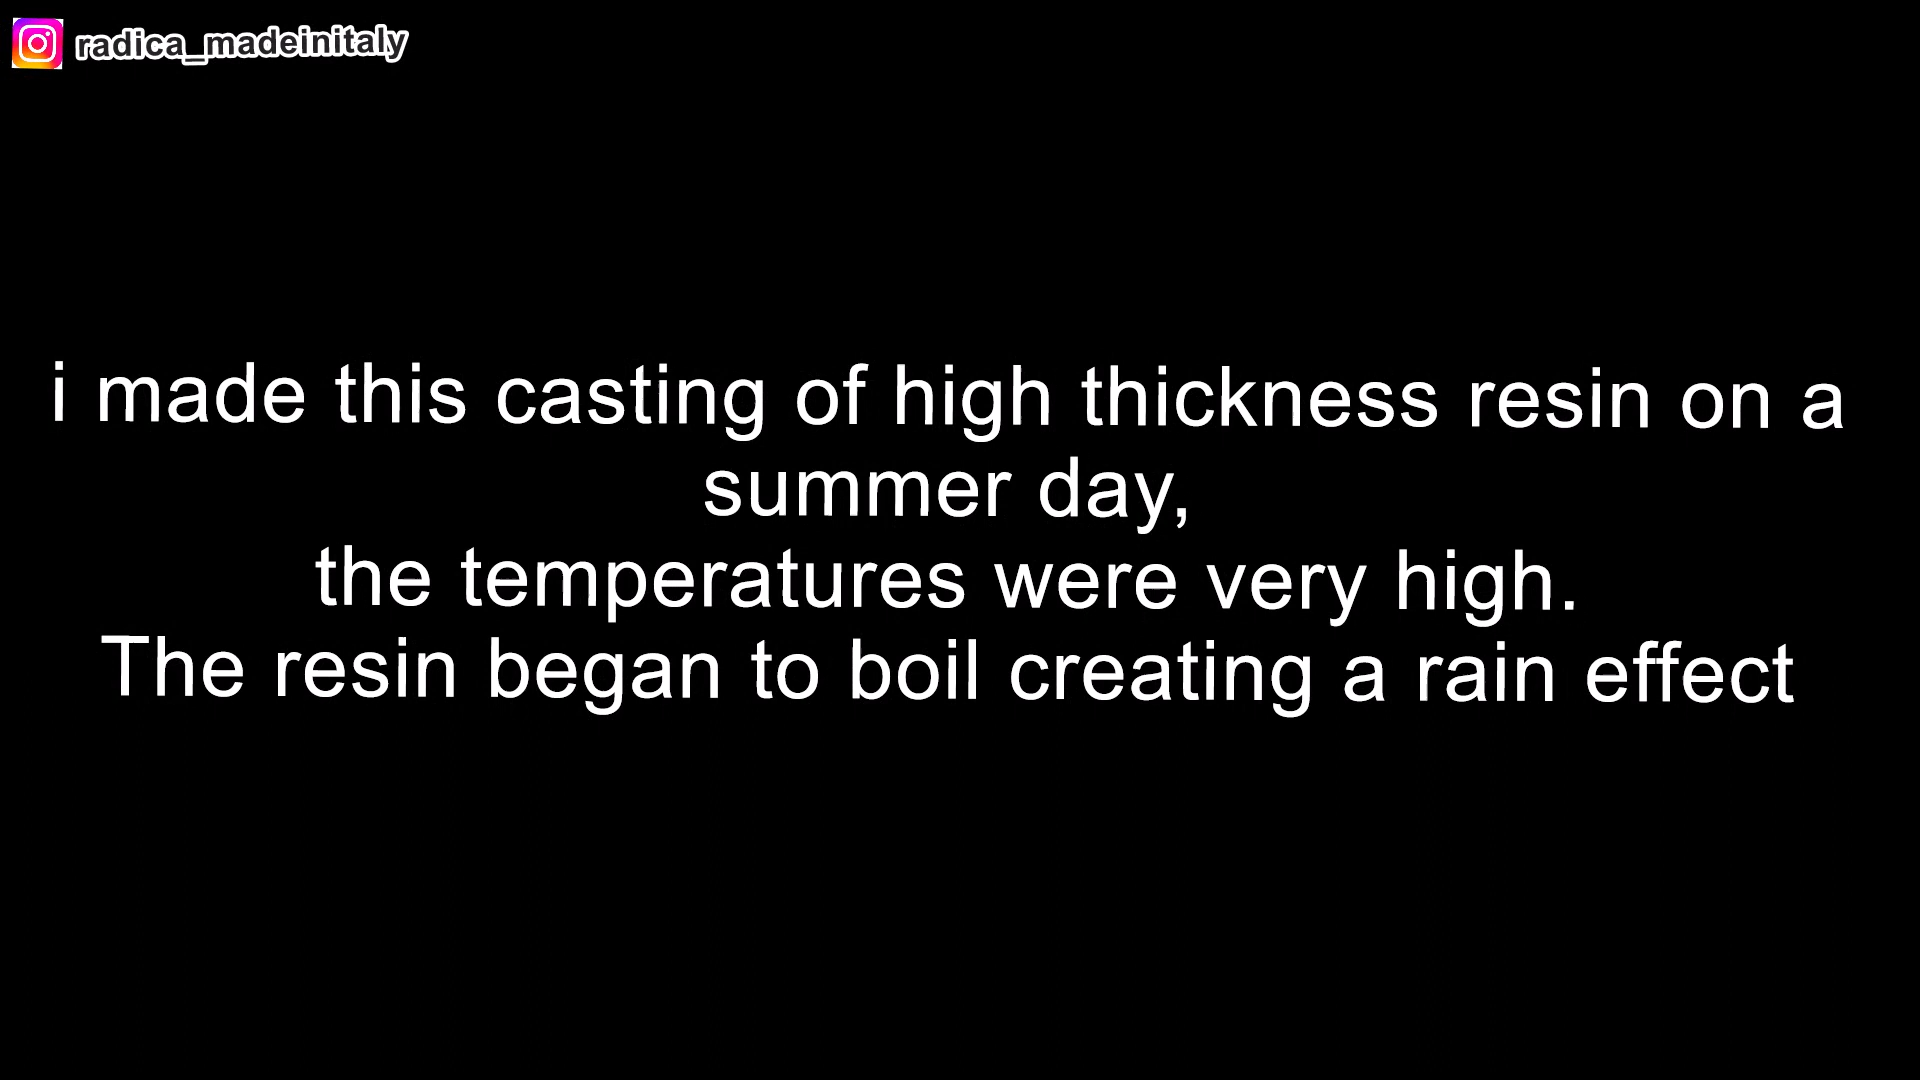 radica_madeinitaly
i made this casting of high thickness resin on a
summer day,
the temperatures were very high.
The resin began to boil creating a rain effect